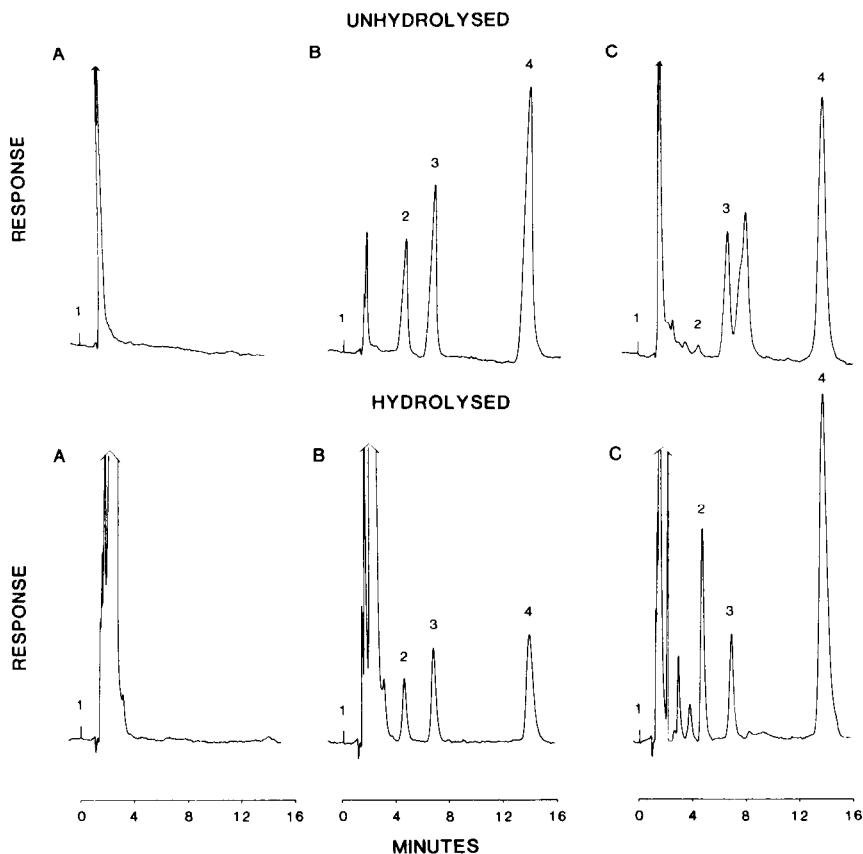 UNHYDROLYSED
A
B
C
RESPONSE
1
1
2
3
4
1
2
3
4
HYDROLYSED
A
B
C
RESPONSE
1
1
2
3
4
1
2
3
4
0 4 8 12 16
0 4 8 12 16
0 4 8 12 16
MINUTES